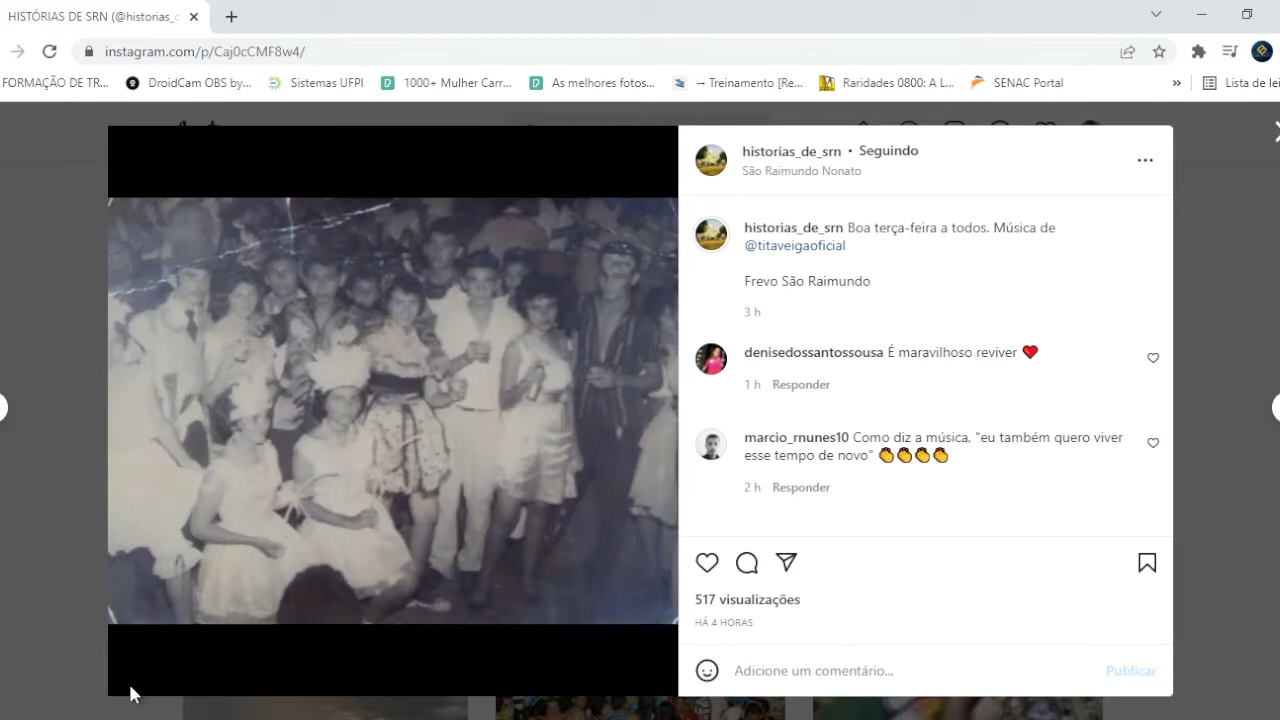 HISTÓRIAS DE SRN (@historias_d
instagram.com/p/Caj0cCMF8w4/
FORMAÇÃO DE TR...
DroidCam OBS by...
Sistemas UFPI
1000+ Mulher Carr...
As melhores fotos...
→ Treinamento [Re...
Raridades 0800: A L...
SENAC Portal
»
Lista de lei
historias_de_srn • Seguindo
São Raimundo Nonato
historias_de_srn Boa terça-feira a todos. Música de
@titaveigaoficial
Frevo São Raimundo
3 h
denisedossantossousa É maravilhoso reviver ❤️
1 h Responder
marcio_rnunes10 Como diz a música, "eu também quero viver
esse tempo de novo" 👏👏👏👏
2 h Responder
517 visualizações
HÁ 4 HORAS
Adicione um comentário...
Publicar